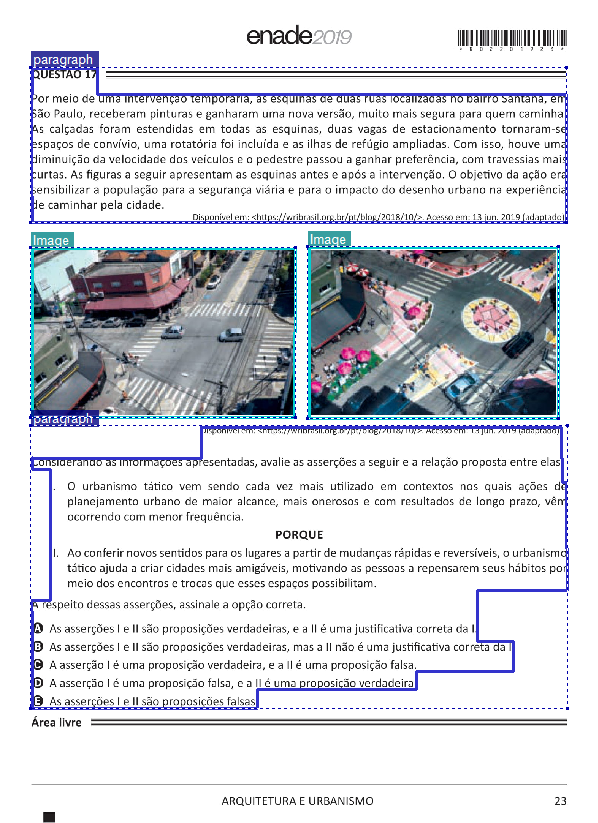 enade2019
paragraph
QUESTÃO 17
Por meio de uma intervenção temporária, as esquinas de duas ruas localizadas no bairro Santana, em
São Paulo, receberam pinturas e ganharam uma nova versão, muito mais segura para quem caminha.
As calçadas foram estendidas em todas as esquinas, duas vagas de estacionamento tornaram-se
espaços de convívio, uma rotatória foi incluída e as ilhas de refúgio ampliadas. Com isso, houve uma
diminuição da velocidade dos veículos e o pedestre passou a ganhar preferência, com travessias mais
curtas. As figuras a seguir apresentam as esquinas antes e após a intervenção. O objetivo da ação era
sensibilizar a população para a segurança viária e para o impacto do desenho urbano na experiência
de caminhar pela cidade.
Disponível em: <https://wribrasil.org.br/pt/blog/2018/10/>. Acesso em: 13 jun. 2019 (adaptado).
Image
Image
paragraph
Disponível em: <https://wribrasil.org.br/pt/blog/2018/10/>. Acesso em: 13 jun. 2019 (adaptado).
Considerando as informações apresentadas, avalie as asserções a seguir e a relação proposta entre elas.
I. O urbanismo tático vem sendo cada vez mais utilizado em contextos nos quais ações de
planejamento urbano de maior alcance, mais onerosos e com resultados de longo prazo, vêm
ocorrendo com menor frequência.
PORQUE
II. Ao conferir novos sentidos para os lugares a partir de mudanças rápidas e reversíveis, o urbanismo
tático ajuda a criar cidades mais amigáveis, motivando as pessoas a repensarem seus hábitos por
meio dos encontros e trocas que esses espaços possibilitam.
A respeito dessas asserções, assinale a opção correta.
A As asserções I e II são proposições verdadeiras, e a II é uma justificativa correta da I.
B As asserções I e II são proposições verdadeiras, mas a II não é uma justificativa correta da I.
C A asserção I é uma proposição verdadeira, e a II é uma proposição falsa.
D A asserção I é uma proposição falsa, e a II é uma proposição verdadeira.
E As asserções I e II são proposições falsas.
Área livre
ARQUITETURA E URBANISMO
23